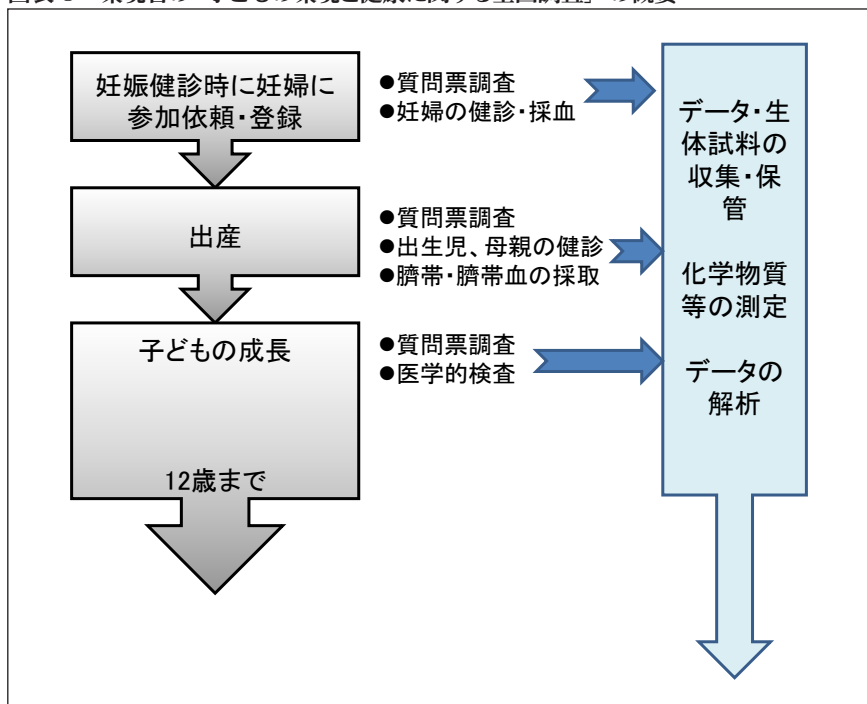 妊娠健診時に妊婦に
参加依頼・登録
●質問票調査
●妊婦の健診・採血
出産
●質問票調査
●出生児、母親の健診
●臍帯・臍帯血の採取
子どもの成長
12歳まで
●質問票調査
●医学的検査
データ・生
体試料の
収集・保
管
化学物質
等の測定
データの
解析